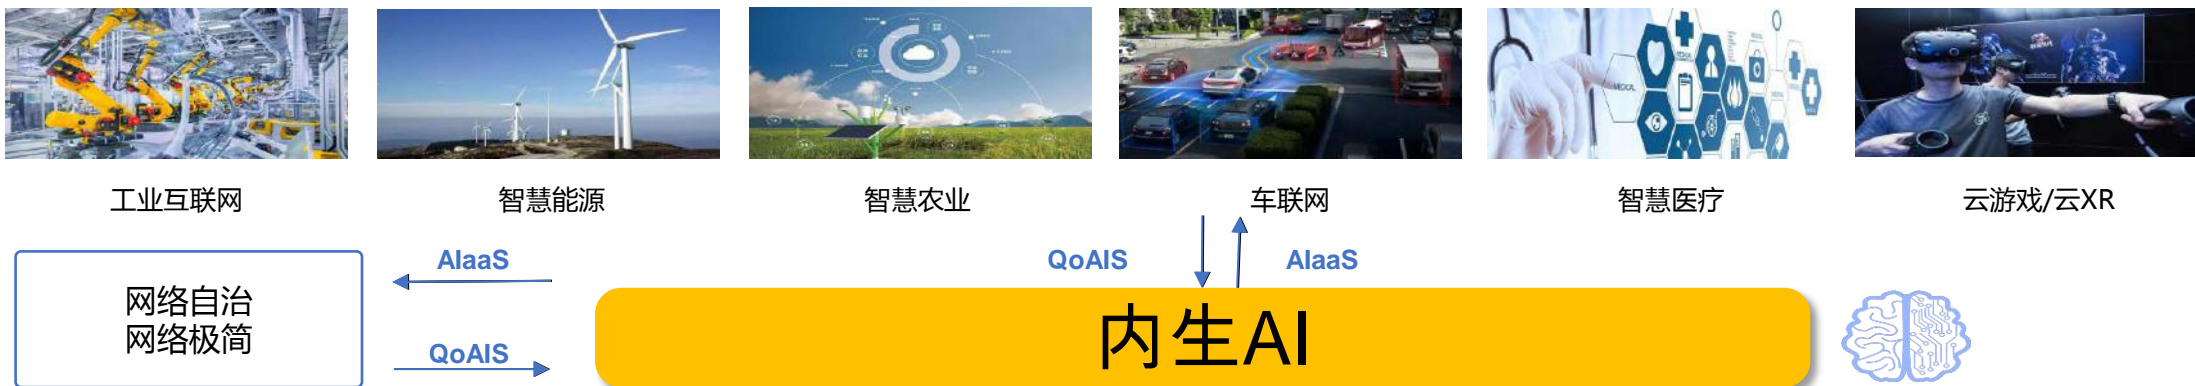 MEDICAL
MEDICAL
工业互联网
智慧能源
智慧农业
车联网
智慧医疗
云游戏/云XR
AIaaS
QoAIS
AIaaS
网络自治
网络极简
内生AI
QoAIS